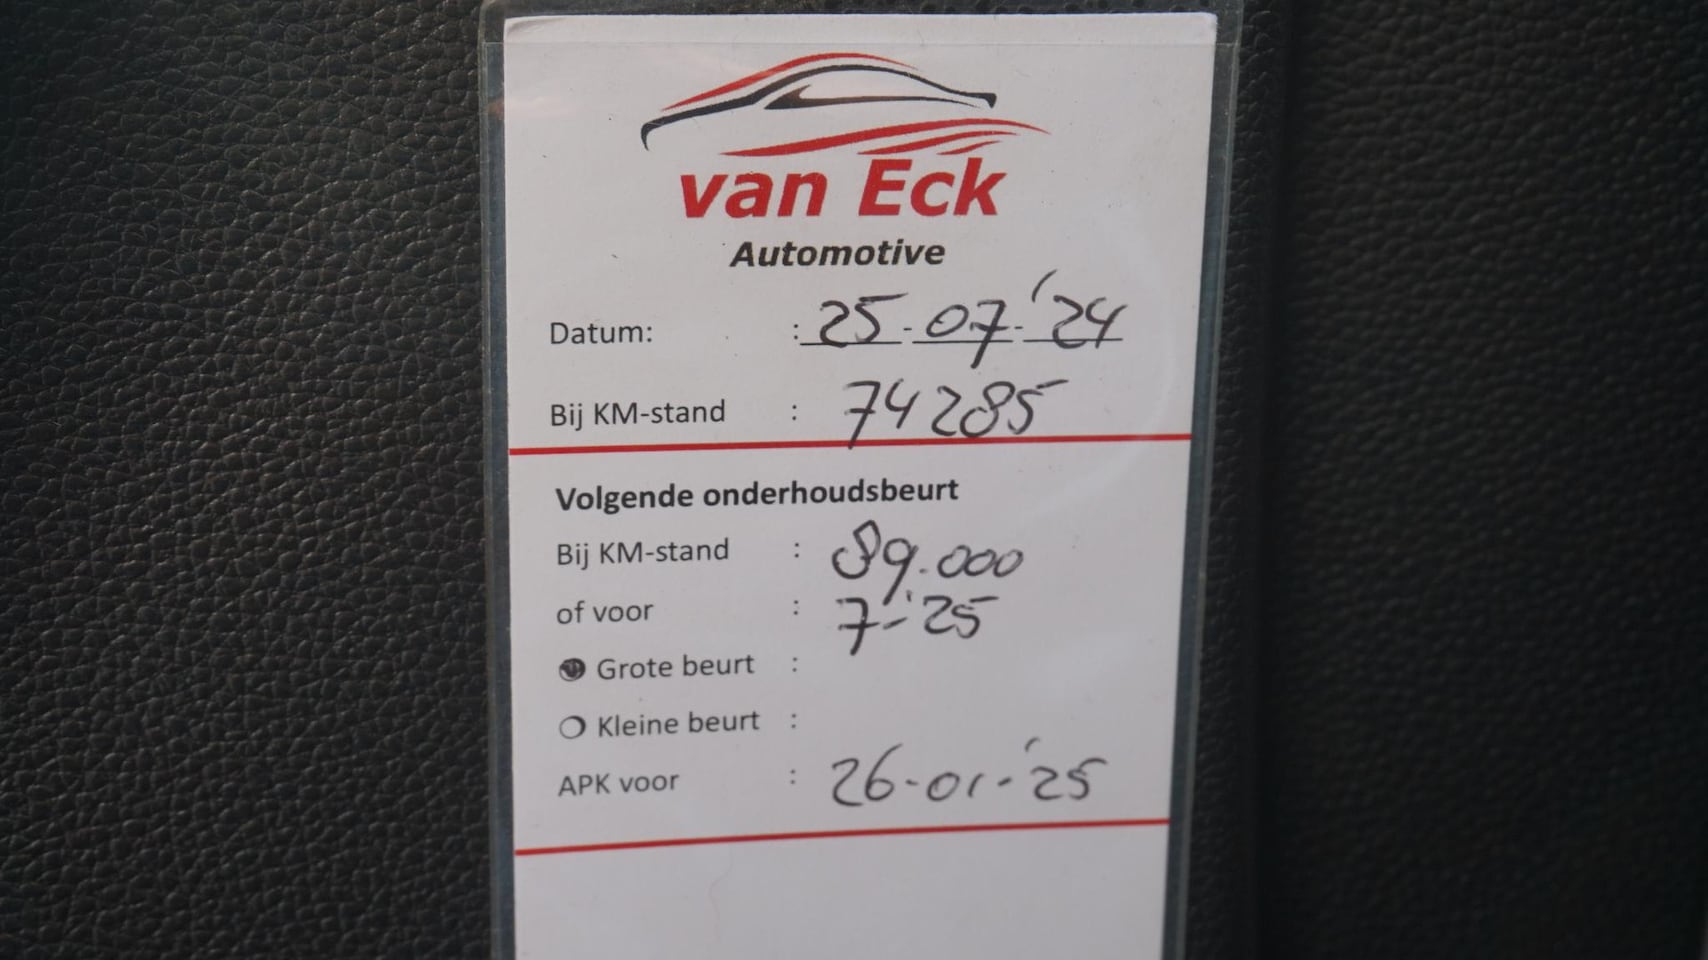 van Eck
Automotive
Datum: : 25-07-'24
Bij KM-stand : 74285
Volgende onderhoudsbeurt
Bij KM-stand : 89.000
of voor : 7-'25
Grote beurt :
Kleine beurt :
APK voor : 26-01-'25